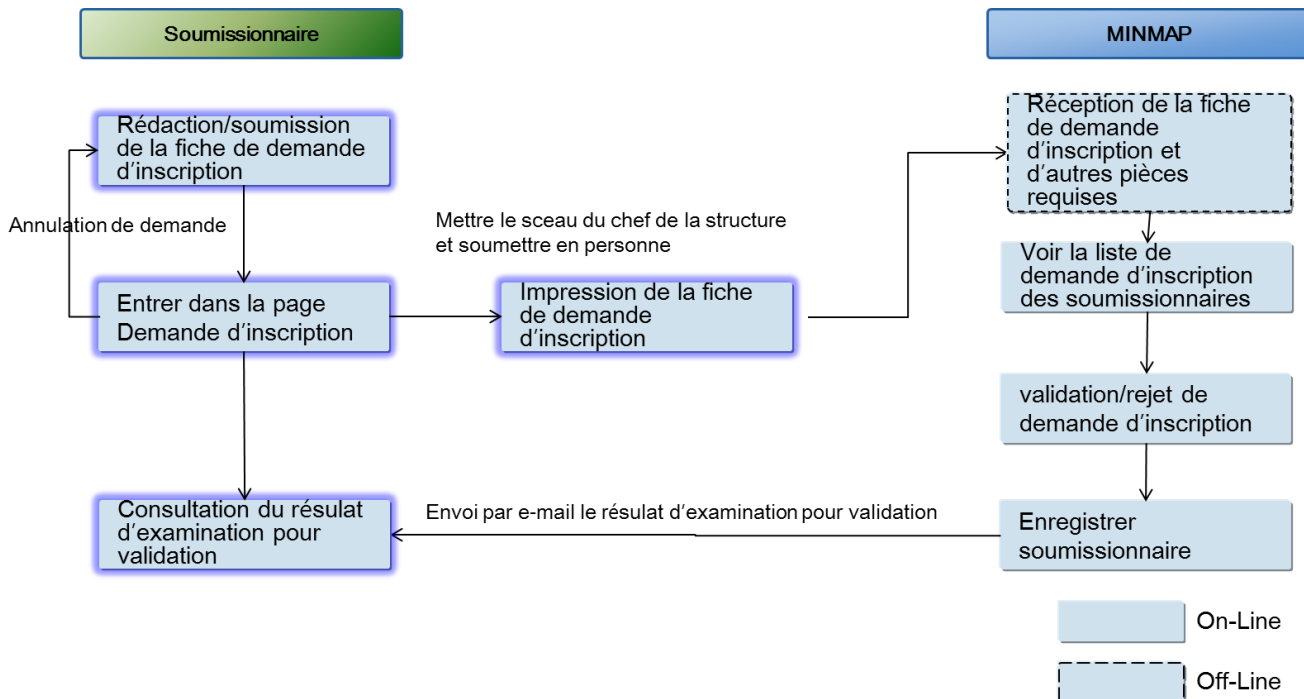 Soumissionnaire
MINMAP
Rédaction/soumission
de la fiche de demande
d'inscription
Réception de la fiche
de demande
d'inscription et
d'autres pièces
requises
Annulation de demande
Mettre le sceau du chef de la structure
et soumettre en personne
Voir la liste de
demande d'inscription
des soumissionnaires
Entrer dans la page
Demande d'inscription
Impression de la fiche
de demande
d'inscription
validation/rejet de
demande d'inscription
Consultation du résulat
d'examination pour
validation
Envoi par e-mail le résulat d'examination pour validation
Enregistrer
soumissionnaire
On-Line
Off-Line